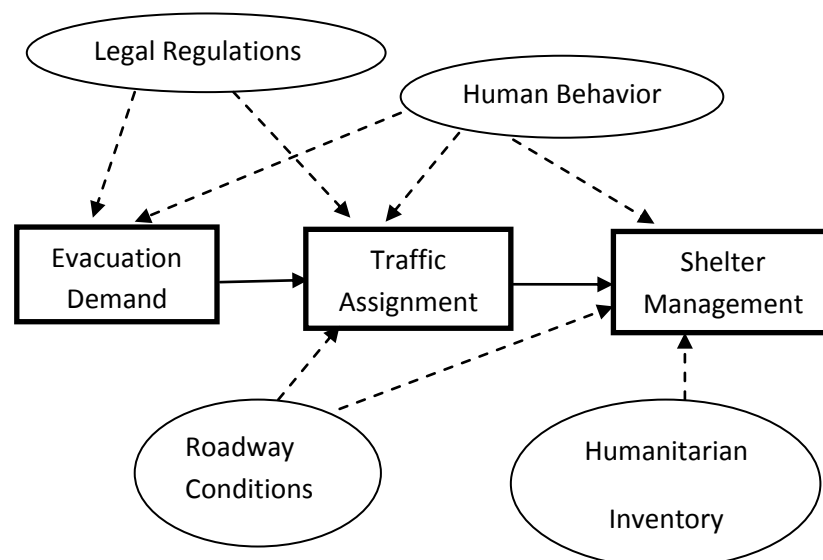 Legal Regulations
Human Behavior
Evacuation
Demand
Traffic
Assignment
Shelter
Management
Roadway
Conditions
Humanitarian
Inventory